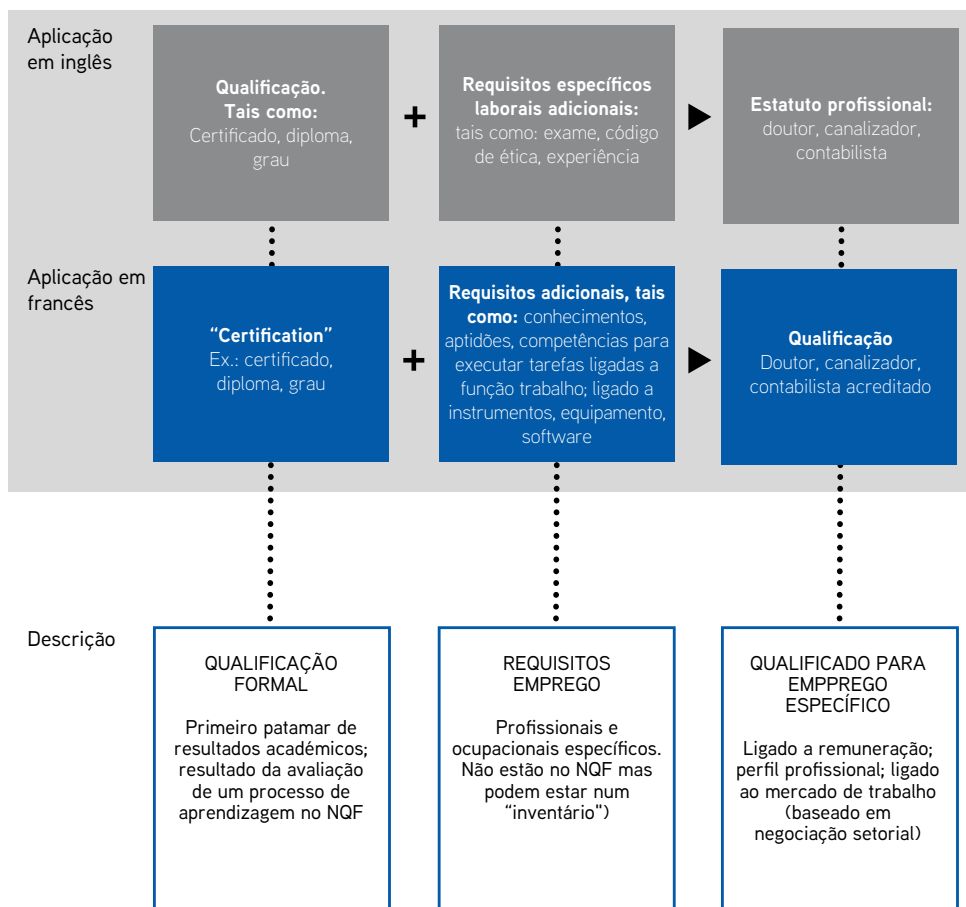 Aplicação
em inglês
Qualificação.
Tais como:
Certificado, diploma,
grau
+
Requisitos específicos
laborais adicionais:
tais como: exame, código
de ética, experiência
Estatuto profissional:
doutor, canalizador,
contabilista
Aplicação em
francês
“Certification”
Ex.: certificado,
diploma, grau
+
Requisitos adicionais, tais
como: conhecimentos,
aptidões, competências para
executar tarefas ligadas a
função trabalho; ligado a
instrumentos, equipamento,
software
Qualificação
Doutor, canalizador,
contabilista acreditado
Descrição
QUALIFICAÇÃO
FORMAL
Primeiro patamar de
resultados académicos;
resultado da avaliação
de um processo de
aprendizagem no NQF
REQUISITOS
EMPREGO
Profissionais e
ocupacionais específicos.
Não estão no NQF mas
podem estar num
“inventário")
QUALIFICADO PARA
EMPPREGO
ESPECÍFICO
Ligado a remuneração;
perfil profissional; ligado
ao mercado de trabalho
(baseado em
negociação setorial)